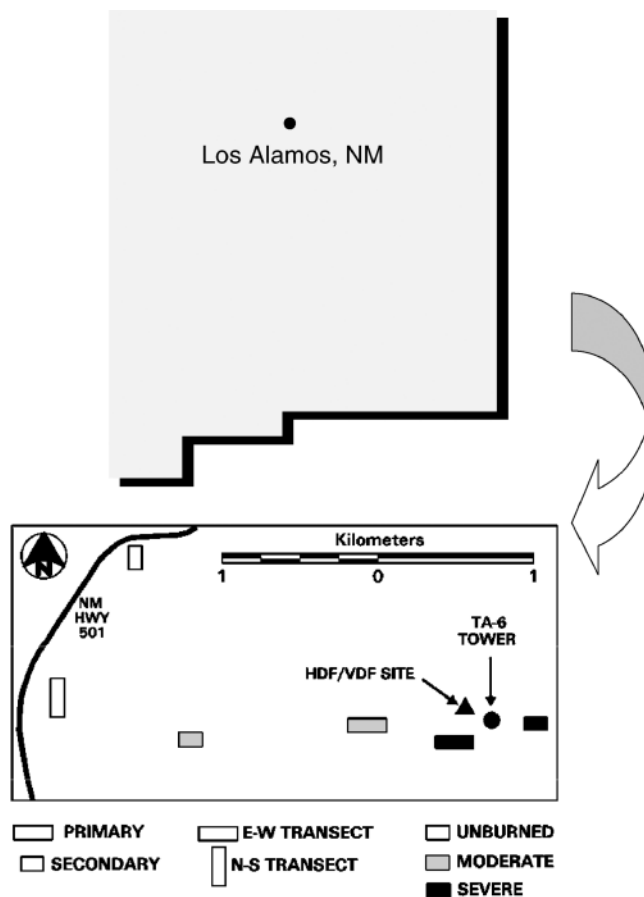 Los Alamos, NM
N
Kilometers
1 0 1
NM
HWY
501
TA-6
TOWER
HDF/VDF SITE
PRIMARY
E-W TRANSECT
UNBURNED
SECONDARY
N-S TRANSECT
MODERATE
SEVERE